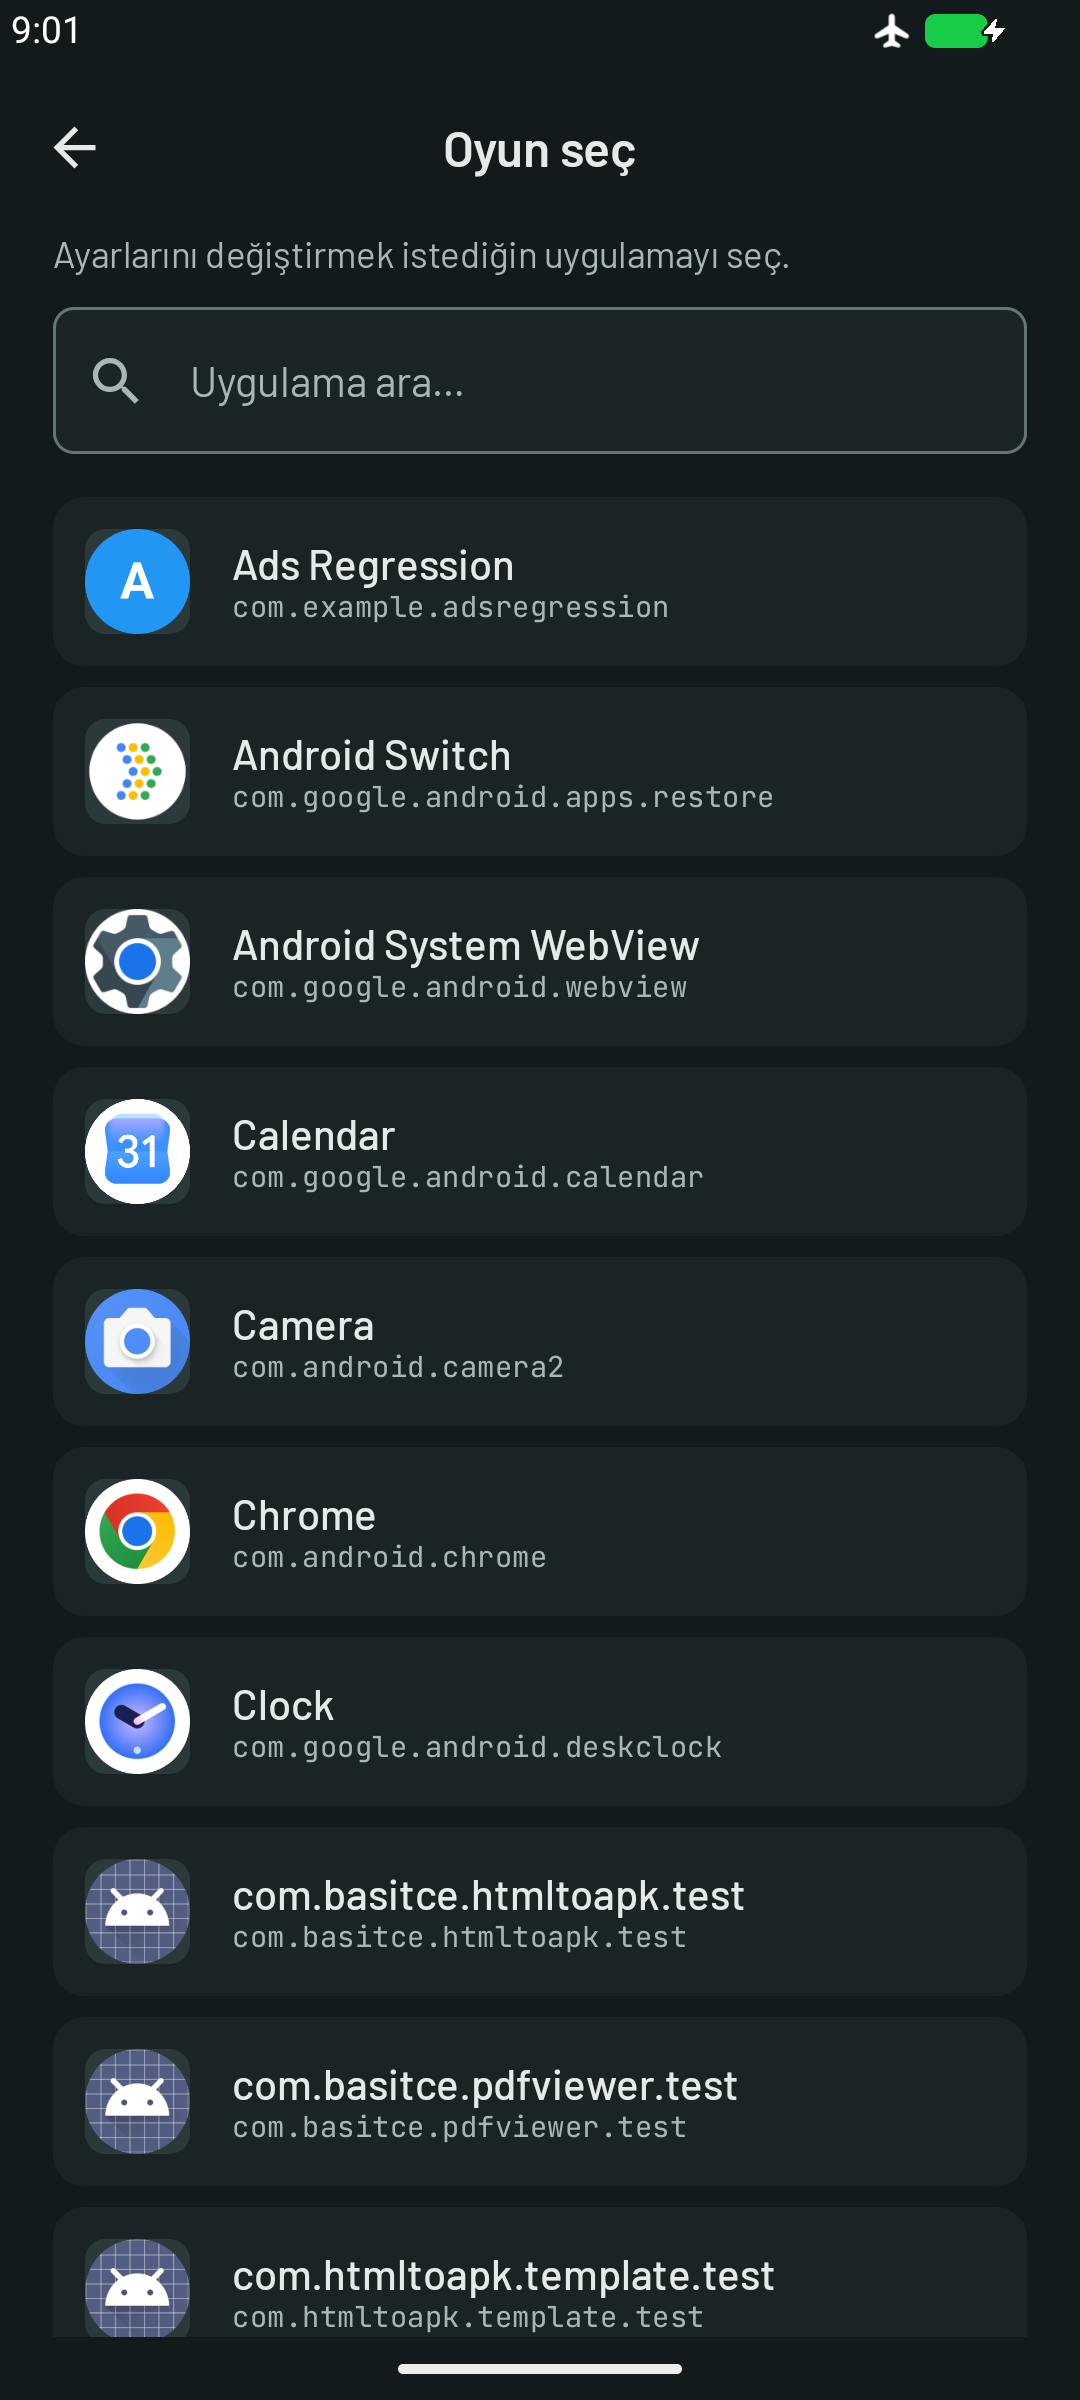 9:01
Oyun seç
Ayarlarını değiştirmek istediğin uygulamayı seç.
Uygulama ara...
A
Ads Regression
com.example.adsregression
Android Switch
com.google.android.apps.restore
Android System WebView
com.google.android.webview
31
Calendar
com.google.android.calendar
Camera
com.android.camera2
Chrome
com.android.chrome
Clock
com.google.android.deskclock
com.basitce.htmltoapk.test
com.basitce.htmltoapk.test
com.basitce.pdfviewer.test
com.basitce.pdfviewer.test
com.htmltoapk.template.test
com.htmltoapk.template.test